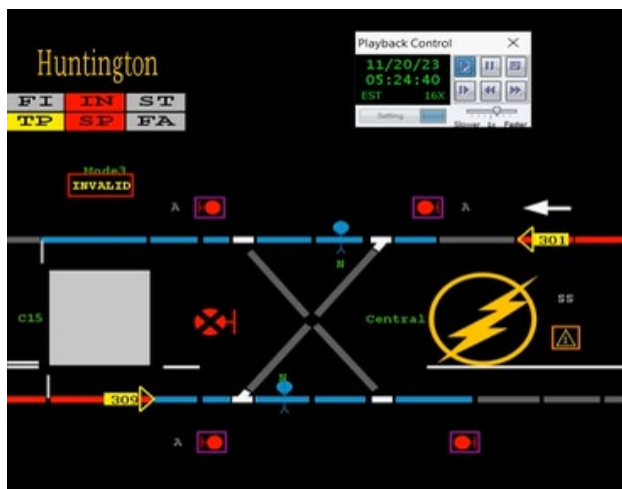 Playback Control
11/20/23
05:24:40
EST 16X
Setting
Slower 1x Faster
Huntington
FI IN ST
TP SP FA
Mode3
INVALID
A
A
301
N
C15
Central
SS
N
309
A